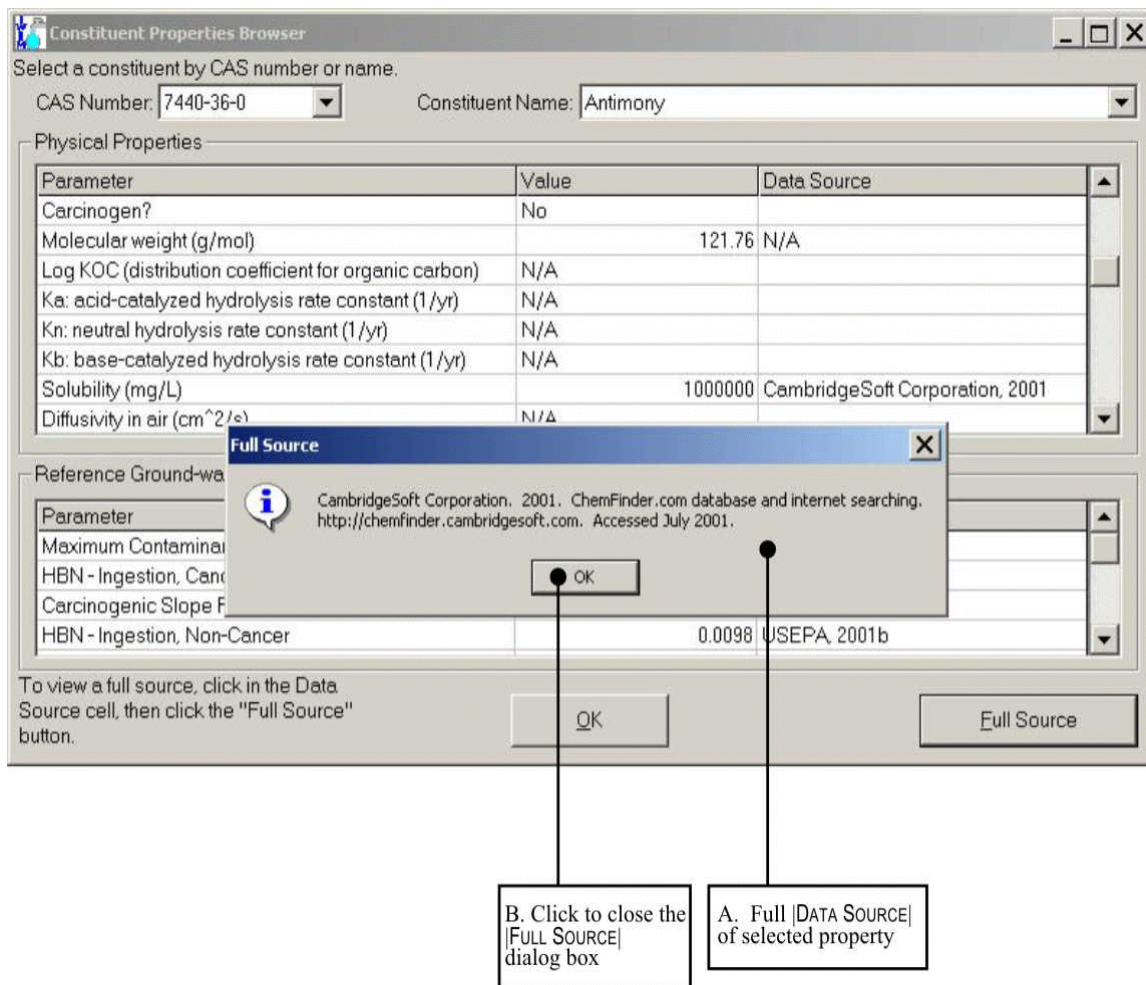 Constituent Properties Browser
Select a constituent by CAS number or name.
CAS Number: 7440-36-0 Constituent Name: Antimony
Physical Properties
Parameter Value Data Source
Carcinogen? No
Molecular weight (g/mol) 121.76 N/A
Log KOC (distribution coefficient for organic carbon) N/A
Ka: acid-catalyzed hydrolysis rate constant (1/yr) N/A
Kn: neutral hydrolysis rate constant (1/yr) N/A
Kb: base-catalyzed hydrolysis rate constant (1/yr) N/A
Solubility (mg/L) 1000000 CambridgeSoft Corporation, 2001
Diffusivity in air (cm^2/s) N/A
Full Source
CambridgeSoft Corporation. 2001. ChemFinder.com database and internet searching.
http://chemfinder.cambridgesoft.com. Accessed July 2001.
OK
Reference Ground-wa
Parameter
Maximum Contaminar
HBN - Ingestion, Canc
Carcinogenic Slope F
HBN - Ingestion, Non-Cancer 0.0098 USEPA, 2001b
To view a full source, click in the Data
Source cell, then click the "Full Source"
button.
OK
Full Source
B. Click to close the
|FULL SOURCE|
dialog box
A. Full |DATA SOURCE|
of selected property